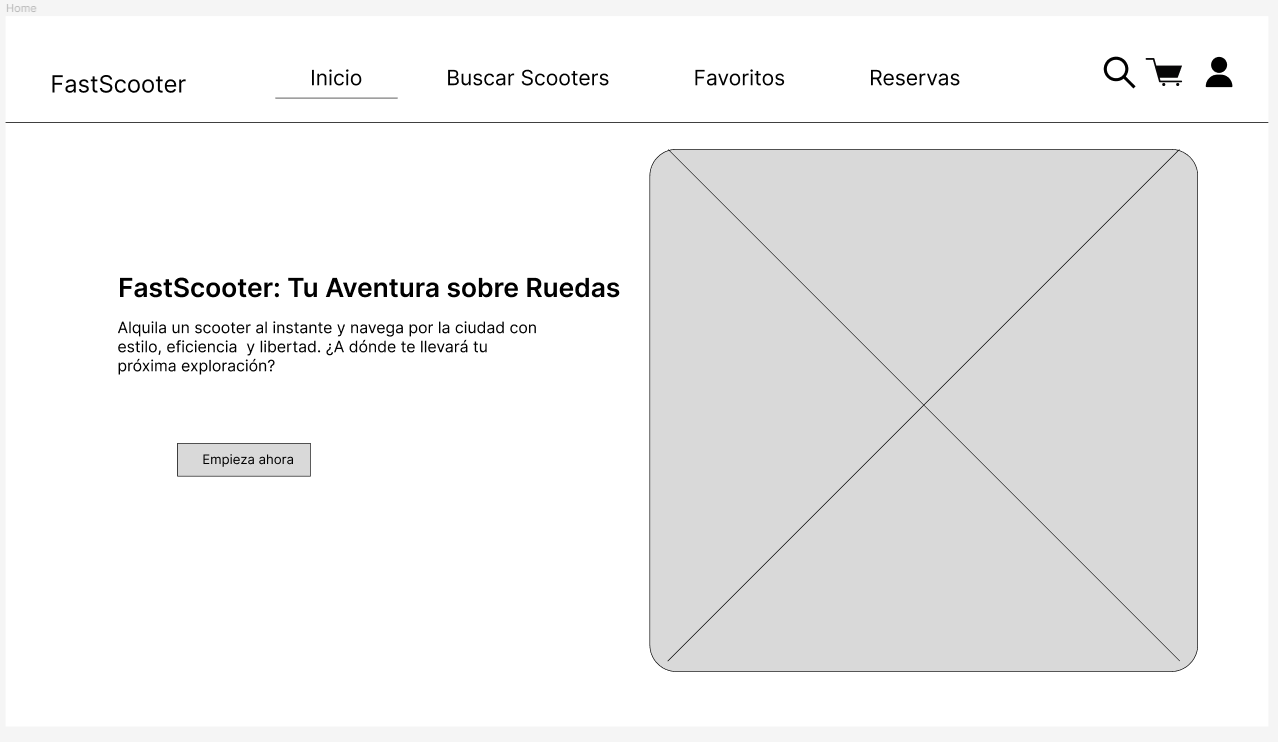 Home
FastScooter
Inicio
Buscar Scooters
Favoritos
Reservas
FastScooter: Tu Aventura sobre Ruedas
Alquila un scooter al instante y navega por la ciudad con
estilo, eficiencia  y libertad. ¿A dónde te llevará tu
próxima exploración?
Empieza ahora